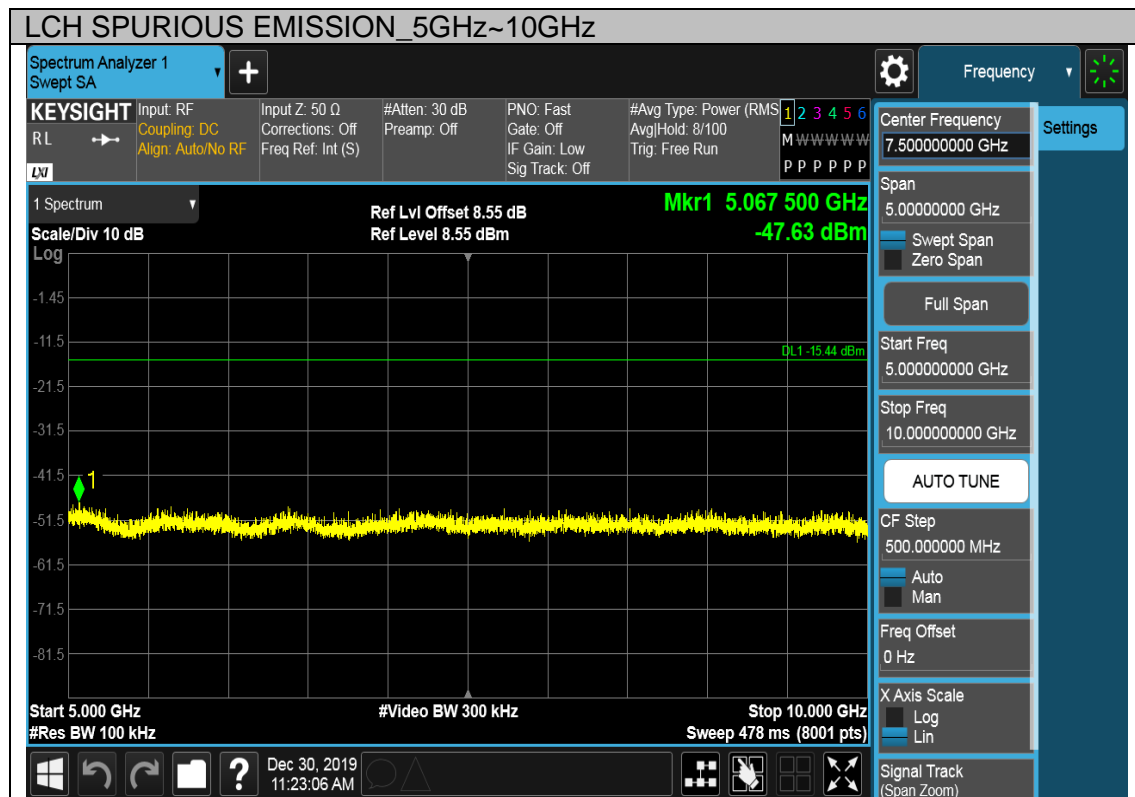 LCH SPURIOUS EMISSION_5GHz~10GHz
Spectrum Analyzer 1
Swept SA
+
Frequency
KEYSIGHT
RL
LXI
Input: RF
Coupling: DC
Align: Auto/No RF
Input Z: 50 Ω
Corrections: Off
Freq Ref: Int (S)
#Atten: 30 dB
Preamp: Off
PNO: Fast
Gate: Off
IF Gain: Low
Sig Track: Off
#Avg Type: Power (RMS
Avg|Hold: 8/100
Trig: Free Run
1 2 3 4 5 6
M W W W W W
P P P P P P
1 Spectrum
Scale/Div 10 dB
Log
Ref Lvl Offset 8.55 dB
Ref Level 8.55 dBm
Mkr1 5.067 500 GHz
-47.63 dBm
-1.45
-11.5
DL1 -15.44 dBm
-21.5
-31.5
-41.5
1
-51.5
-61.5
-71.5
-81.5
Start 5.000 GHz
#Res BW 100 kHz
#Video BW 300 kHz
Stop 10.000 GHz
Sweep 478 ms (8001 pts)
?
Dec 30, 2019
11:23:06 AM
Center Frequency
7.500000000 GHz
Settings
Span
5.00000000 GHz
Swept Span
Zero Span
Full Span
Start Freq
5.000000000 GHz
Stop Freq
10.000000000 GHz
AUTO TUNE
CF Step
500.000000 MHz
Auto
Man
Freq Offset
0 Hz
X Axis Scale
Log
Lin
Signal Track
(Span Zoom)